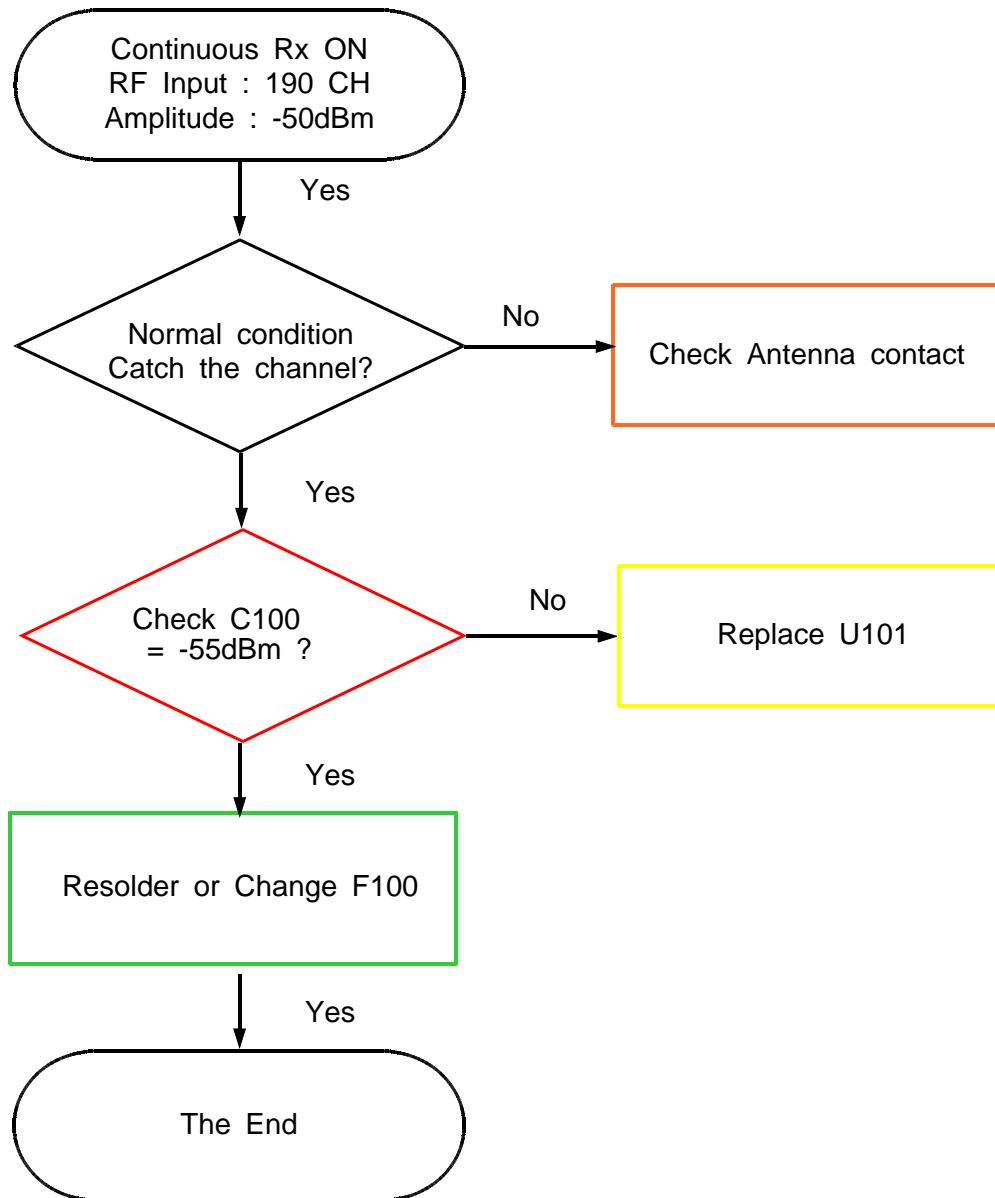 Continuous Rx ON
RF Input : 190 CH
Amplitude : -50dBm
Yes
Normal condition
Catch the channel?
No
Check Antenna contact
Yes
Check C100
= -55dBm ?
No
Replace U101
Yes
Resolder or Change F100
Yes
The End